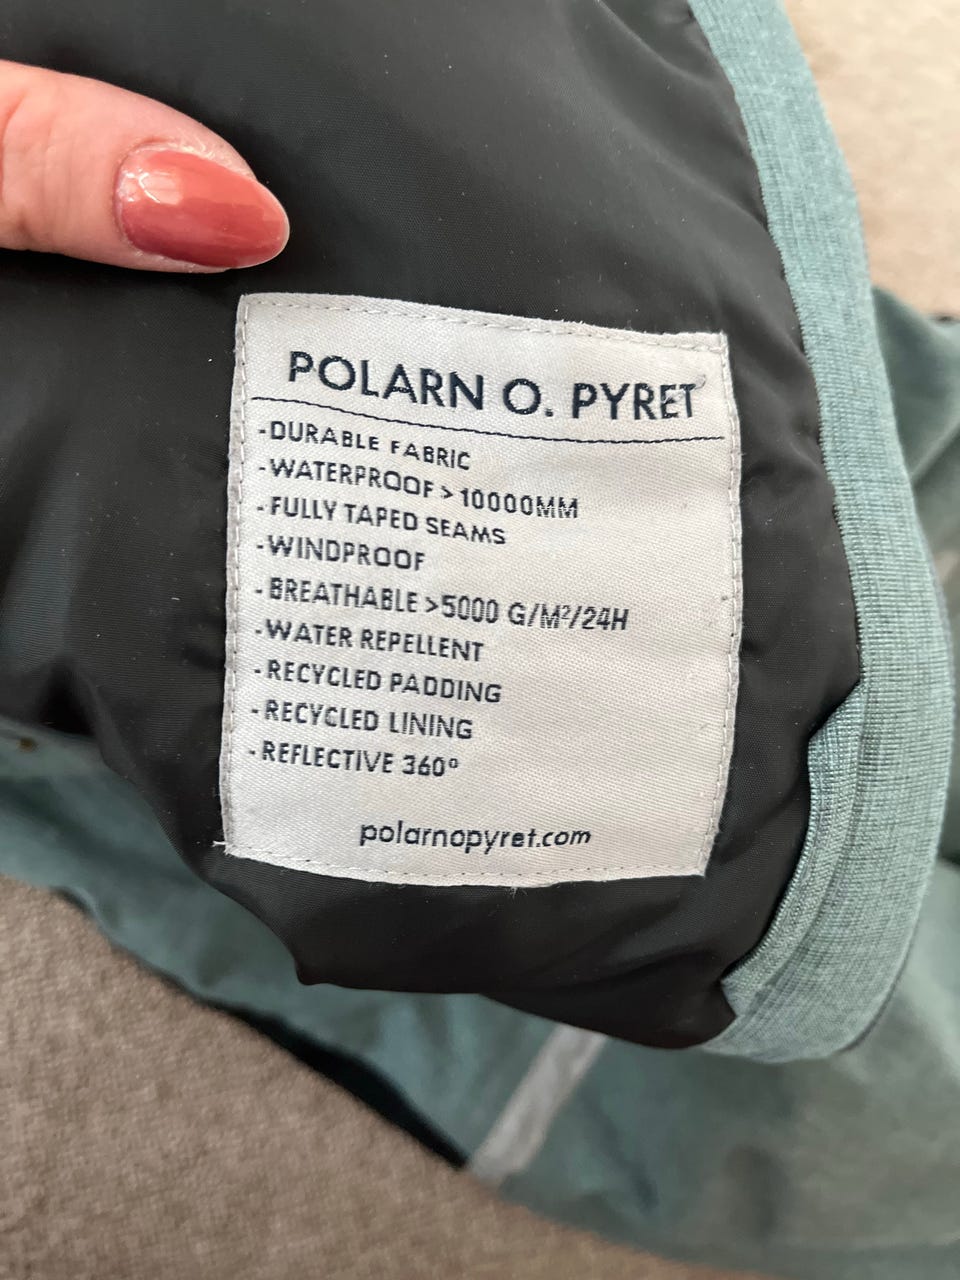 POLARN O. PYRET
-DURABLE FABRIC
-WATERPROOF > 10000MM
-FULLY TAPED SEAMS
-WINDPROOF
-BREATHABLE >5000 G/M²/24H
-WATER REPELLENT
-RECYCLED PADDING
-RECYCLED LINING
-REFLECTIVE 360°
polarnopyret.com